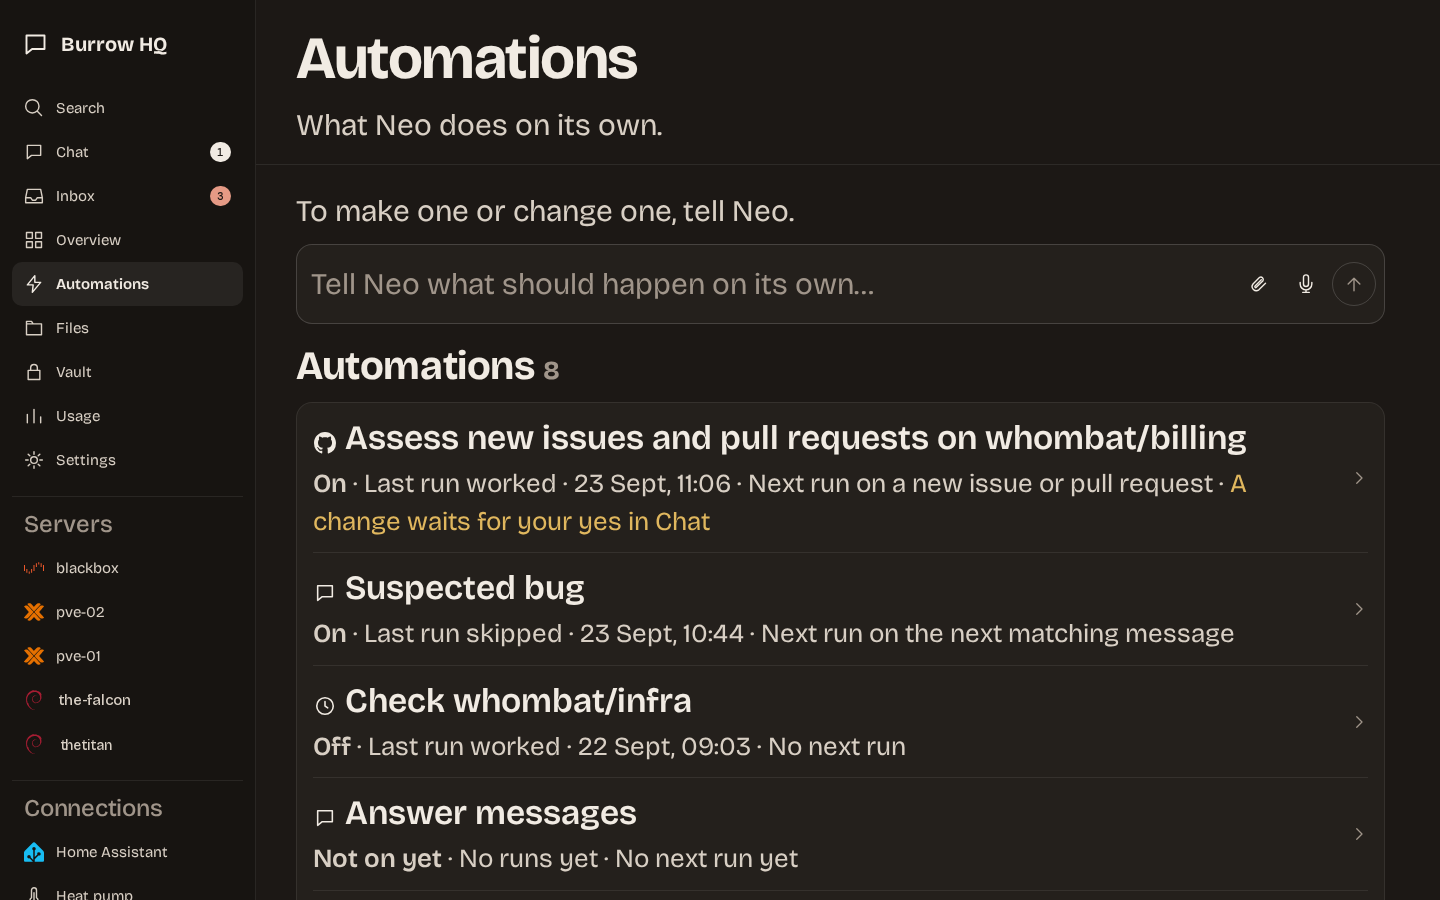 Burrow HQ
Search
Chat 1
Inbox 3
Overview
Automations
Files
Vault
Usage
Settings
Servers
blackbox
pve-02
pve-01
the-falcon
thetitan
Connections
Home Assistant
Heat pump
Automations
What Neo does on its own.
To make one or change one, tell Neo.
Tell Neo what should happen on its own...
Automations 8
Assess new issues and pull requests on whombat/billing
On · Last run worked · 23 Sept, 11:06 · Next run on a new issue or pull request · A
change waits for your yes in Chat
Suspected bug
On · Last run skipped · 23 Sept, 10:44 · Next run on the next matching message
Check whombat/infra
Off · Last run worked · 22 Sept, 09:03 · No next run
Answer messages
Not on yet · No runs yet · No next run yet